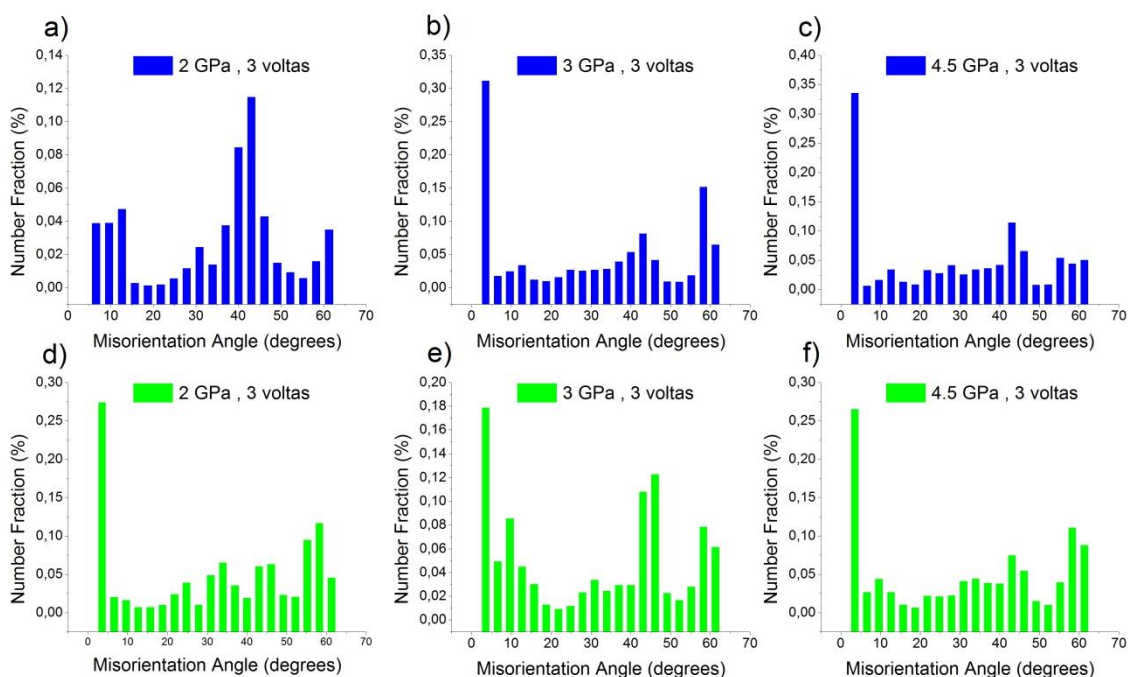 a)
2 GPa , 3 voltas
Number Fraction (%)
0,14
0,12
0,10
0,08
0,06
0,04
0,02
0,00
0 10 20 30 40 50 60 70
Misorientation Angle (degrees)
b)
3 GPa , 3 voltas
Number Fraction (%)
0,35
0,30
0,25
0,20
0,15
0,10
0,05
0,00
0 10 20 30 40 50 60 70
Misorientation Angle (degrees)
c)
4.5 GPa , 3 voltas
Number Fraction (%)
0,40
0,35
0,30
0,25
0,20
0,15
0,10
0,05
0,00
0 10 20 30 40 50 60 70
Misorientation Angle (degrees)
d)
2 GPa , 3 voltas
Number Fraction (%)
0,30
0,25
0,20
0,15
0,10
0,05
0,00
0 10 20 30 40 50 60 70
Misorientation Angle (degrees)
e)
3 GPa , 3 voltas
Number Fraction (%)
0,20
0,18
0,16
0,14
0,12
0,10
0,08
0,06
0,04
0,02
0,00
0 10 20 30 40 50 60 70
Misorientation Angle (degrees)
f)
4.5 GPa , 3 voltas
Number Fraction (%)
0,30
0,25
0,20
0,15
0,10
0,05
0,00
0 10 20 30 40 50 60 70
Misorientation Angle (degrees)